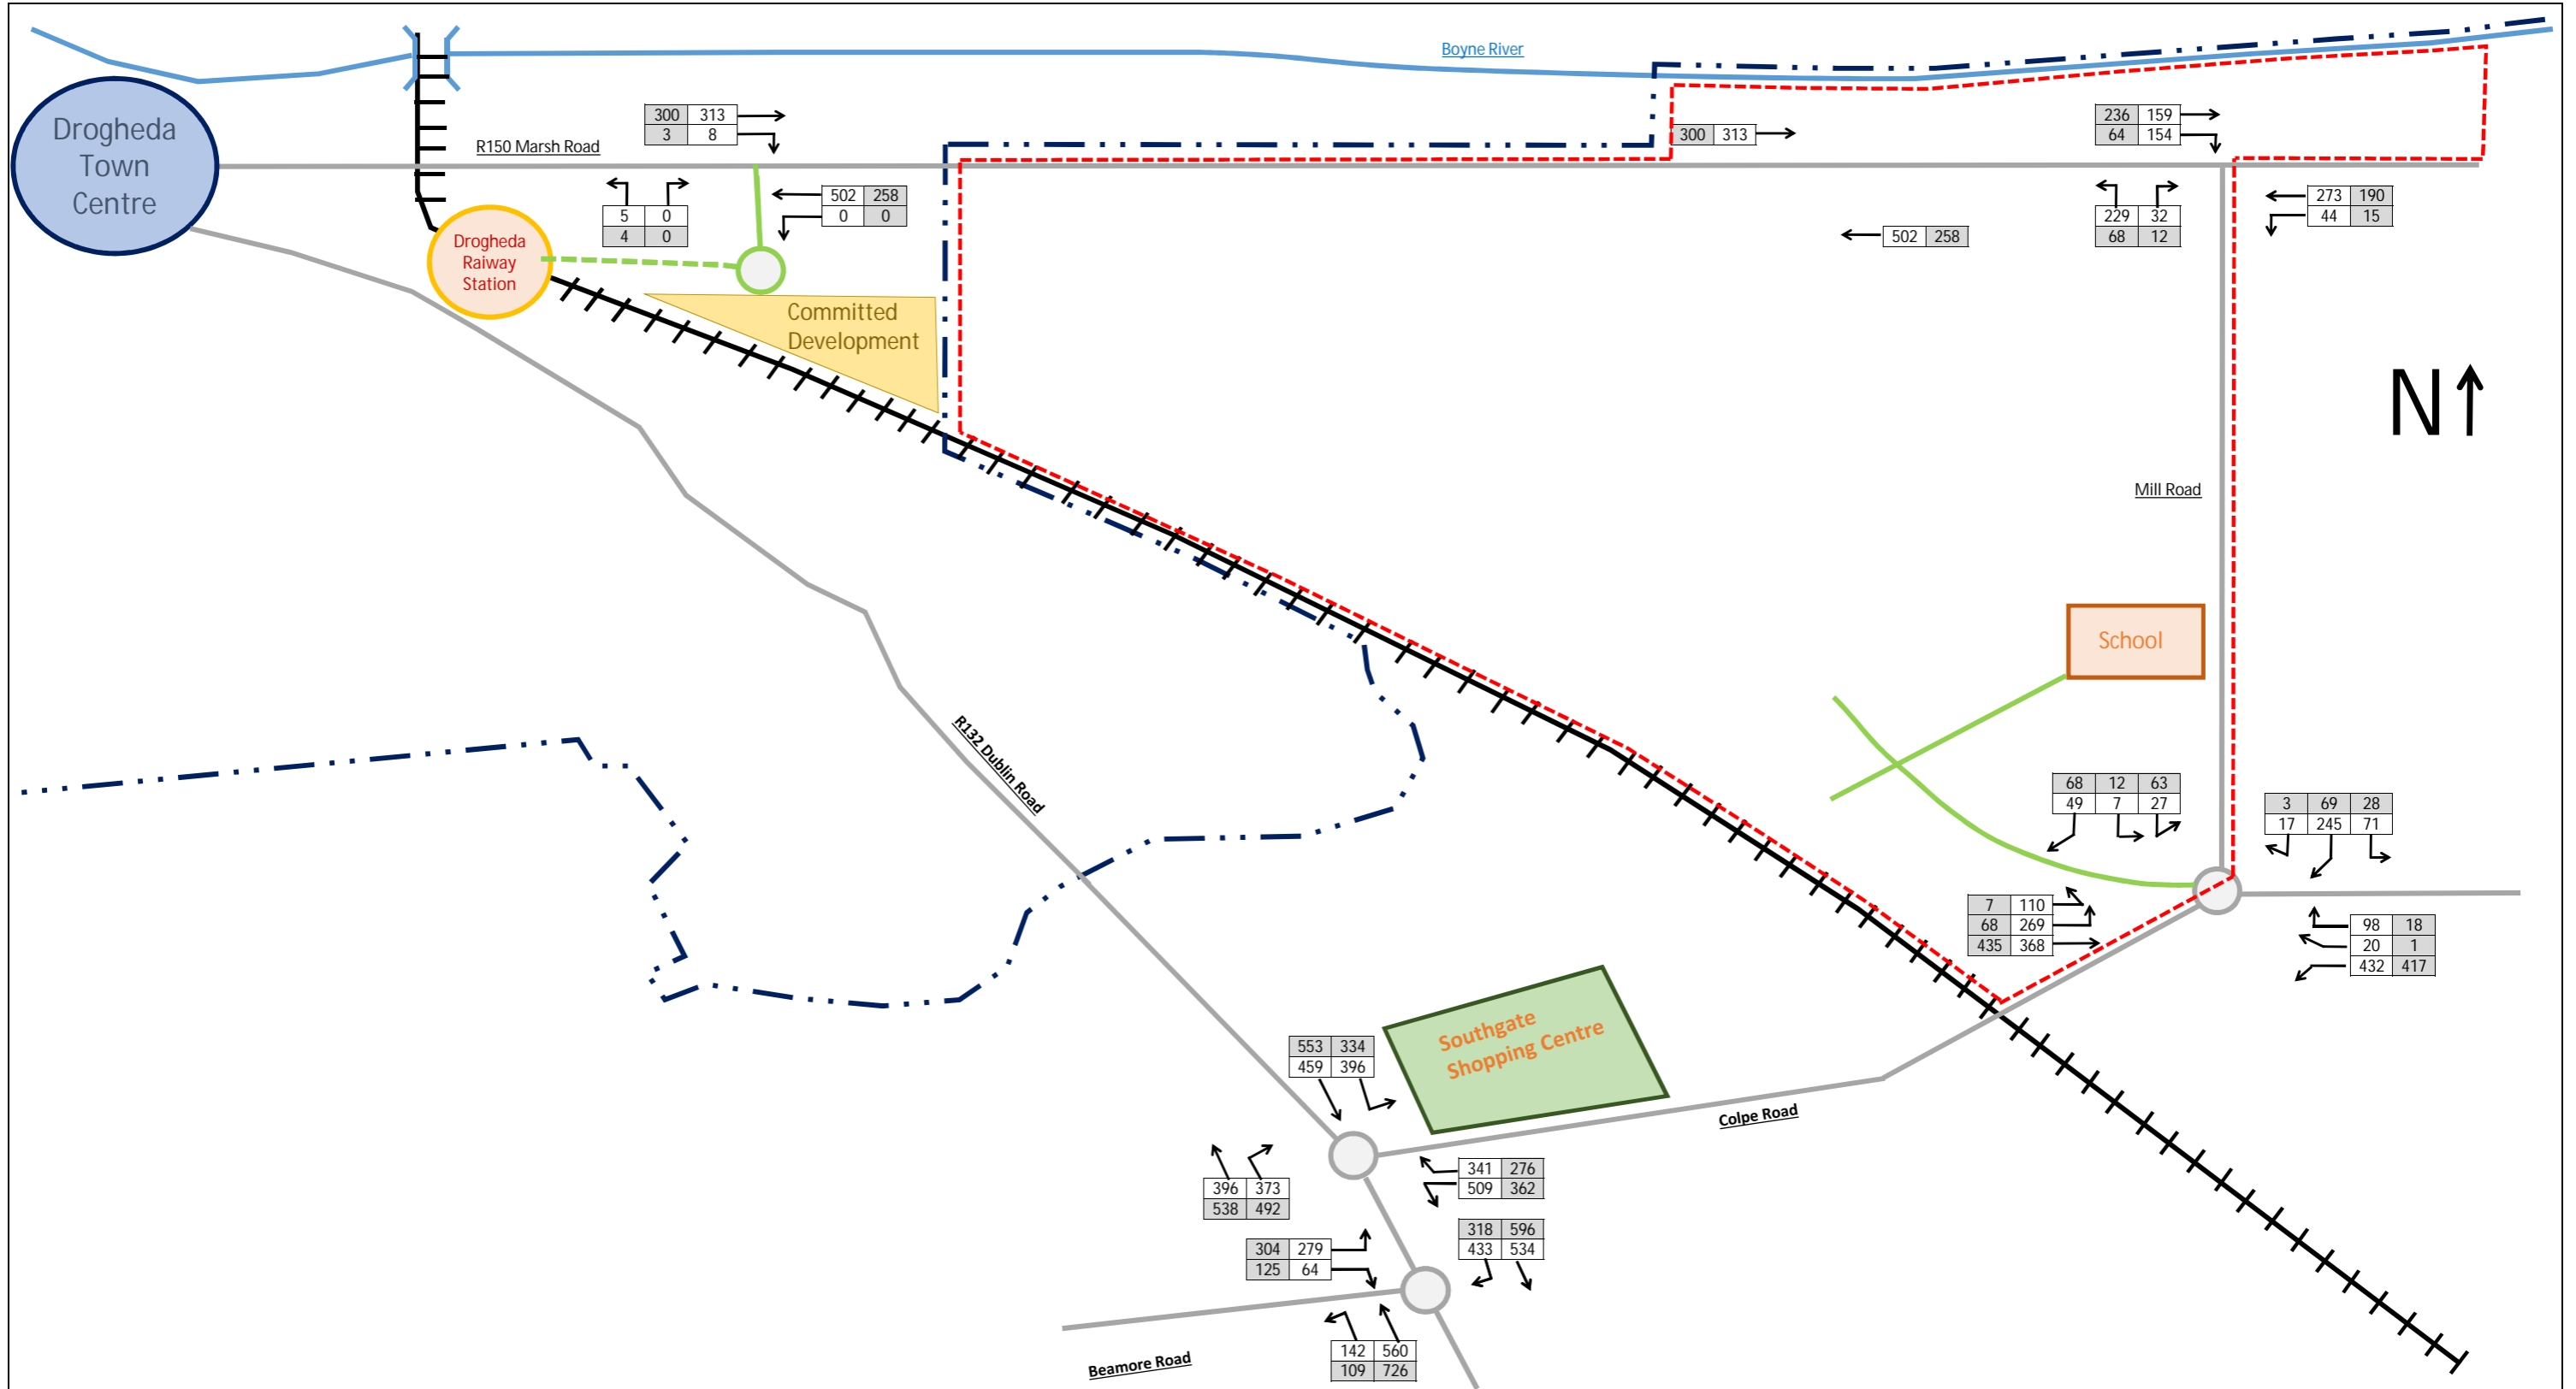 Boyne River
Drogheda
Town
Centre
300 313
3 8
R150 Marsh Road
300 313
236 159
64 154
5 0
4 0
502 258
0 0
229 32
68 12
273 190
44 15
502 258
Drogheda
Raiway
Station
Committed
Development
N
Mill Road
School
R132 Dublin Road
68 12 63
49 7 27
3 69 28
17 245 71
7 110
68 269
435 368
98 18
20 1
432 417
Southgate
Shopping Centre
553 334
459 396
Colpe Road
396 373
538 492
341 276
509 362
318 596
433 534
304 279
125 64
142 560
109 726
Beamore Road